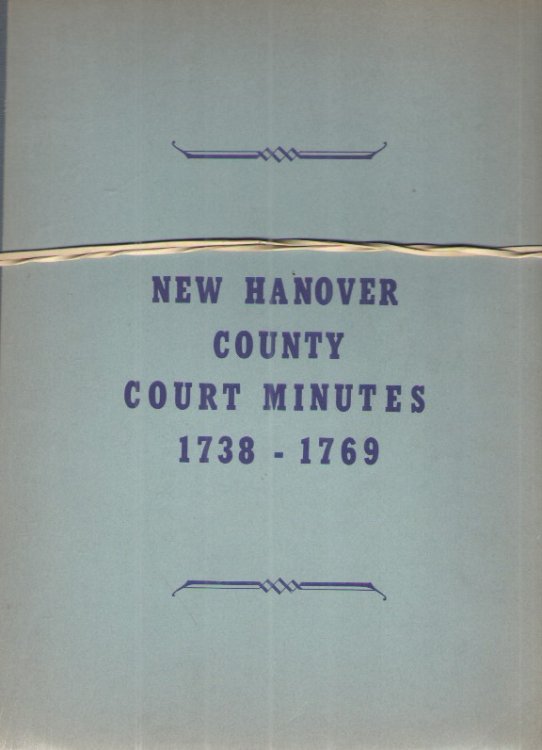 NEW HANOVER
COUNTY
COURT MINUTES
1738 - 1769